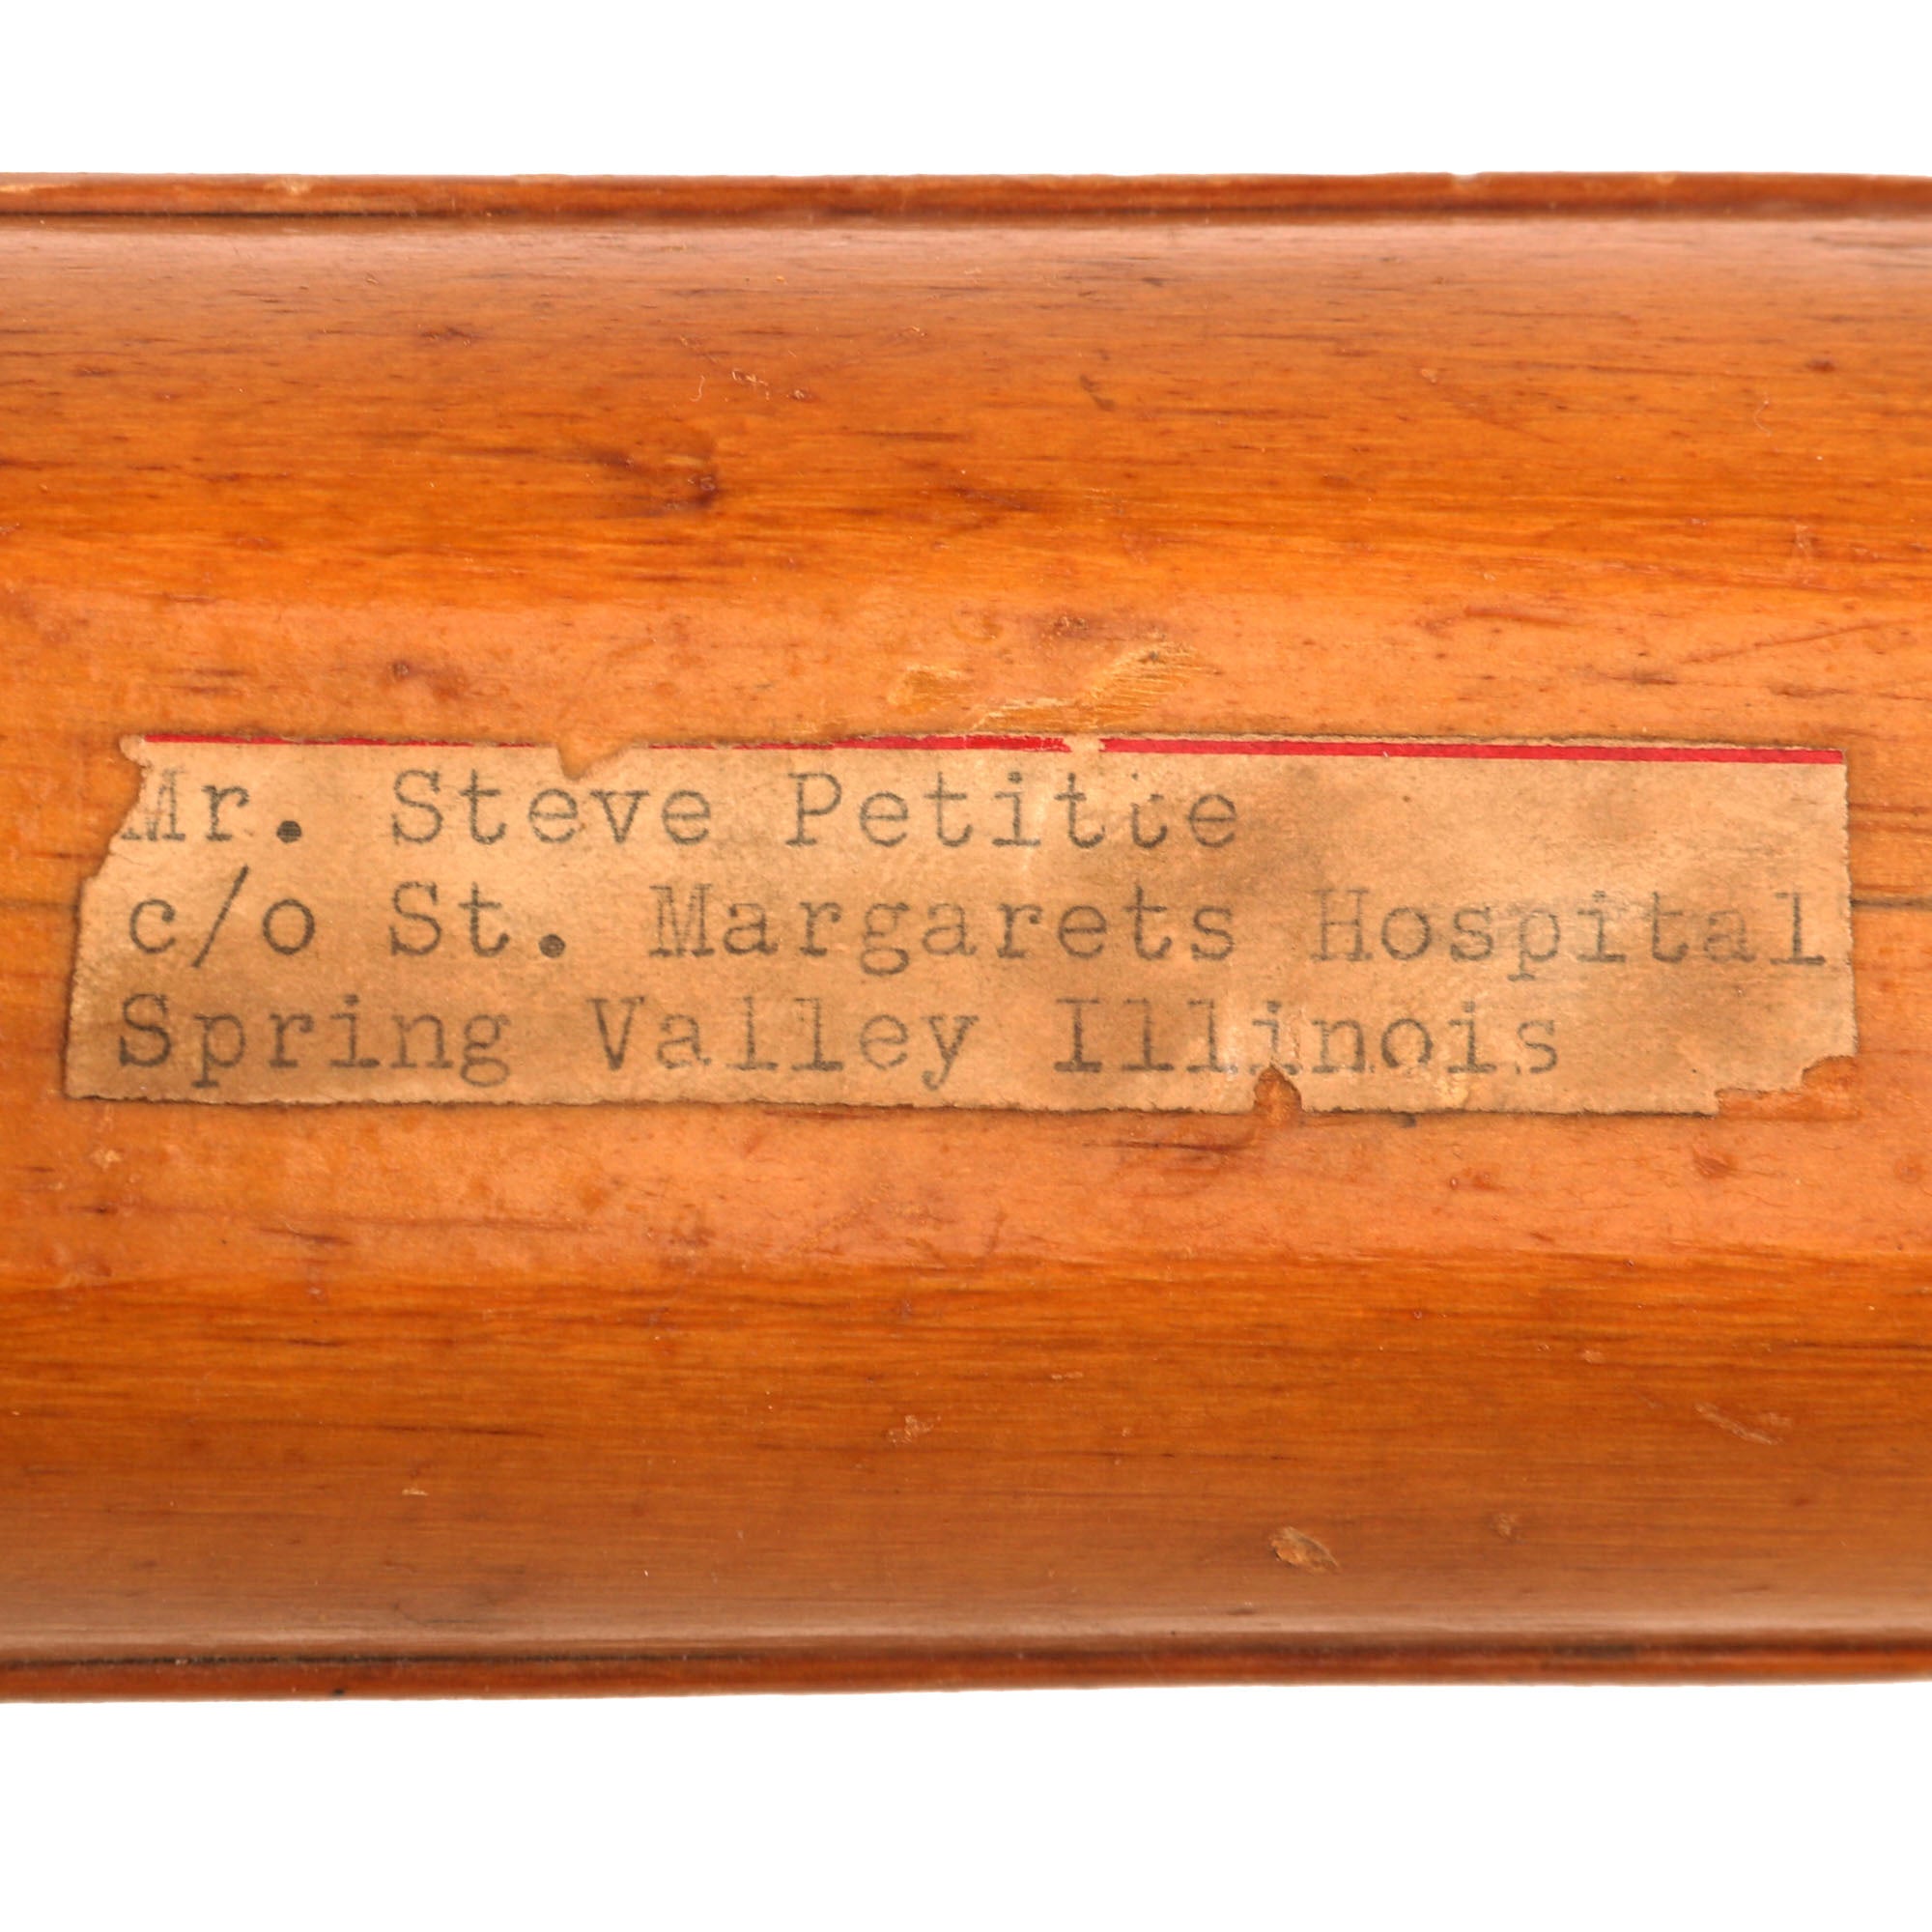 Mr. Steve Petitte
c/o St. Margarets Hospital
Spring Valley Illinois